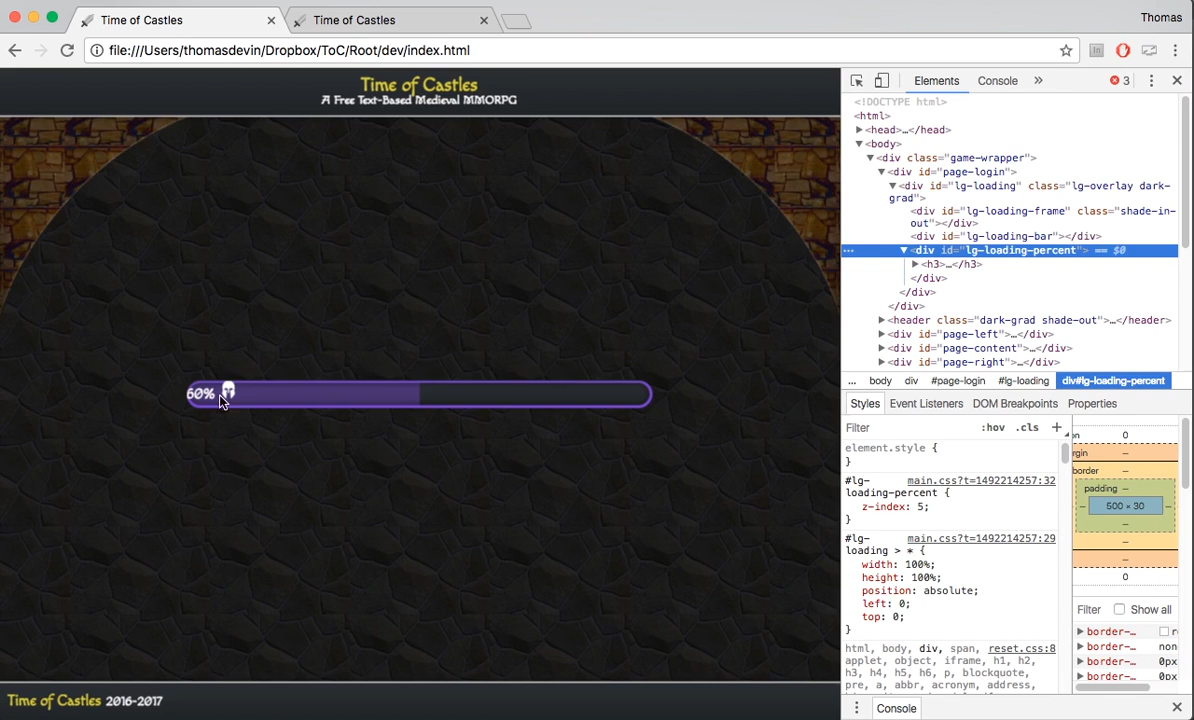 Time of Castles
Time of Castles
Thomas
file:///Users/thomasdevin/Dropbox/ToC/Root/dev/index.html
Time of Castles
A Free Text-Based Medieval MMORPG
60%
Time of Castles 2016-2017
Elements Console » 3
<!DOCTYPE html>
<html>
▶<head>…</head>
▼<body>
▼<div class="game-wrapper">
▼<div id="page-login">
▼<div id="lg-loading" class="lg-overlay dark-
grad">
<div id="lg-loading-frame" class="shade-in-
out"></div>
<div id="lg-loading-bar"></div>
▼<div id="lg-loading-percent"> == $0
▶<h3>…</h3>
</div>
</div>
</div>
▶<header class="dark-grad shade-out">…</header>
▶<div id="page-left">…</div>
▶<div id="page-content">…</div>
▶<div id="page-right">…</div>
... body div #page-login #lg-loading div#lg-loading-percent
Styles Event Listeners DOM Breakpoints Properties
Filter :hov .cls +
element.style {
}
#lg- main.css?t=1492214257:32
loading-percent {
z-index: 5;
}
#lg- main.css?t=1492214257:29
loading > * {
width: 100%;
height: 100%;
position: absolute;
left: 0;
top: 0;
}
html, body, div, span, reset.css:8
applet, object, iframe, h1, h2,
h3, h4, h5, h6, p, blockquote,
pre, a, abbr, acronym, address,
on 0
rgin –
border –
padding –
– 500 × 30 –
–
–
–
0
Filter Show all
▶border-… r
▶border-… non
▶border-… 0px
▶border-… 0px
Console